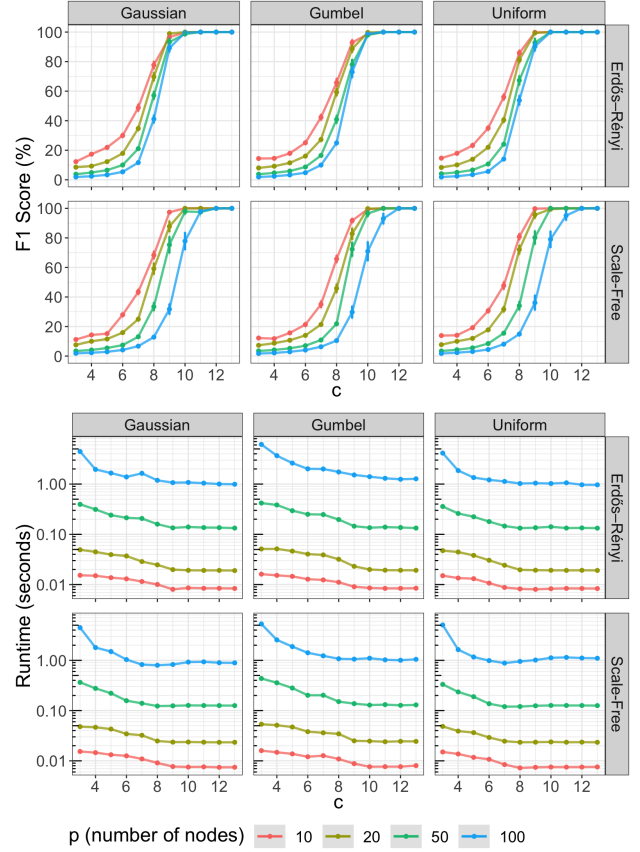 Gaussian Gumbel Uniform
100
80
60
40
20
0
Erdös–Rényi
100
80
60
40
20
0
Scale–Free
F1 Score (%)
4 6 8 10 12 4 6 8 10 12 4 6 8 10 12
c
Gaussian Gumbel Uniform
1.00
0.10
0.01
Erdös–Rényi
1.00
0.10
0.01
Scale–Free
Runtime (seconds)
4 6 8 10 12 4 6 8 10 12 4 6 8 10 12
c
p (number of nodes) 10 20 50 100